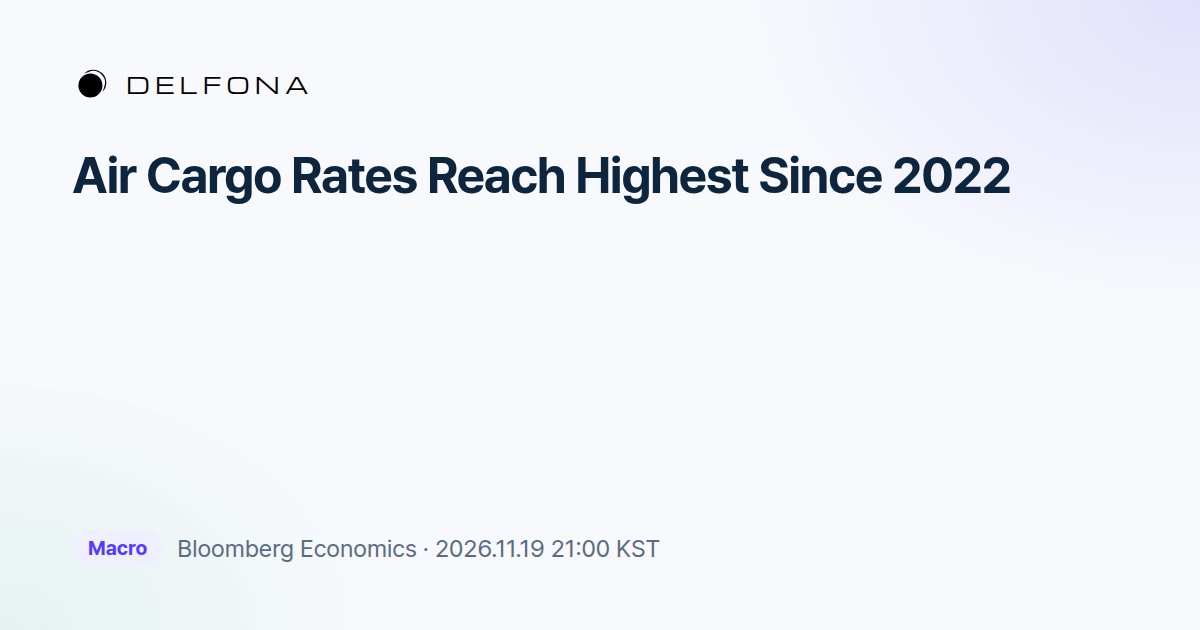 DELFONA
Air Cargo Rates Reach Highest Since 2022
Macro Bloomberg Economics · 2026.11.19 21:00 KST